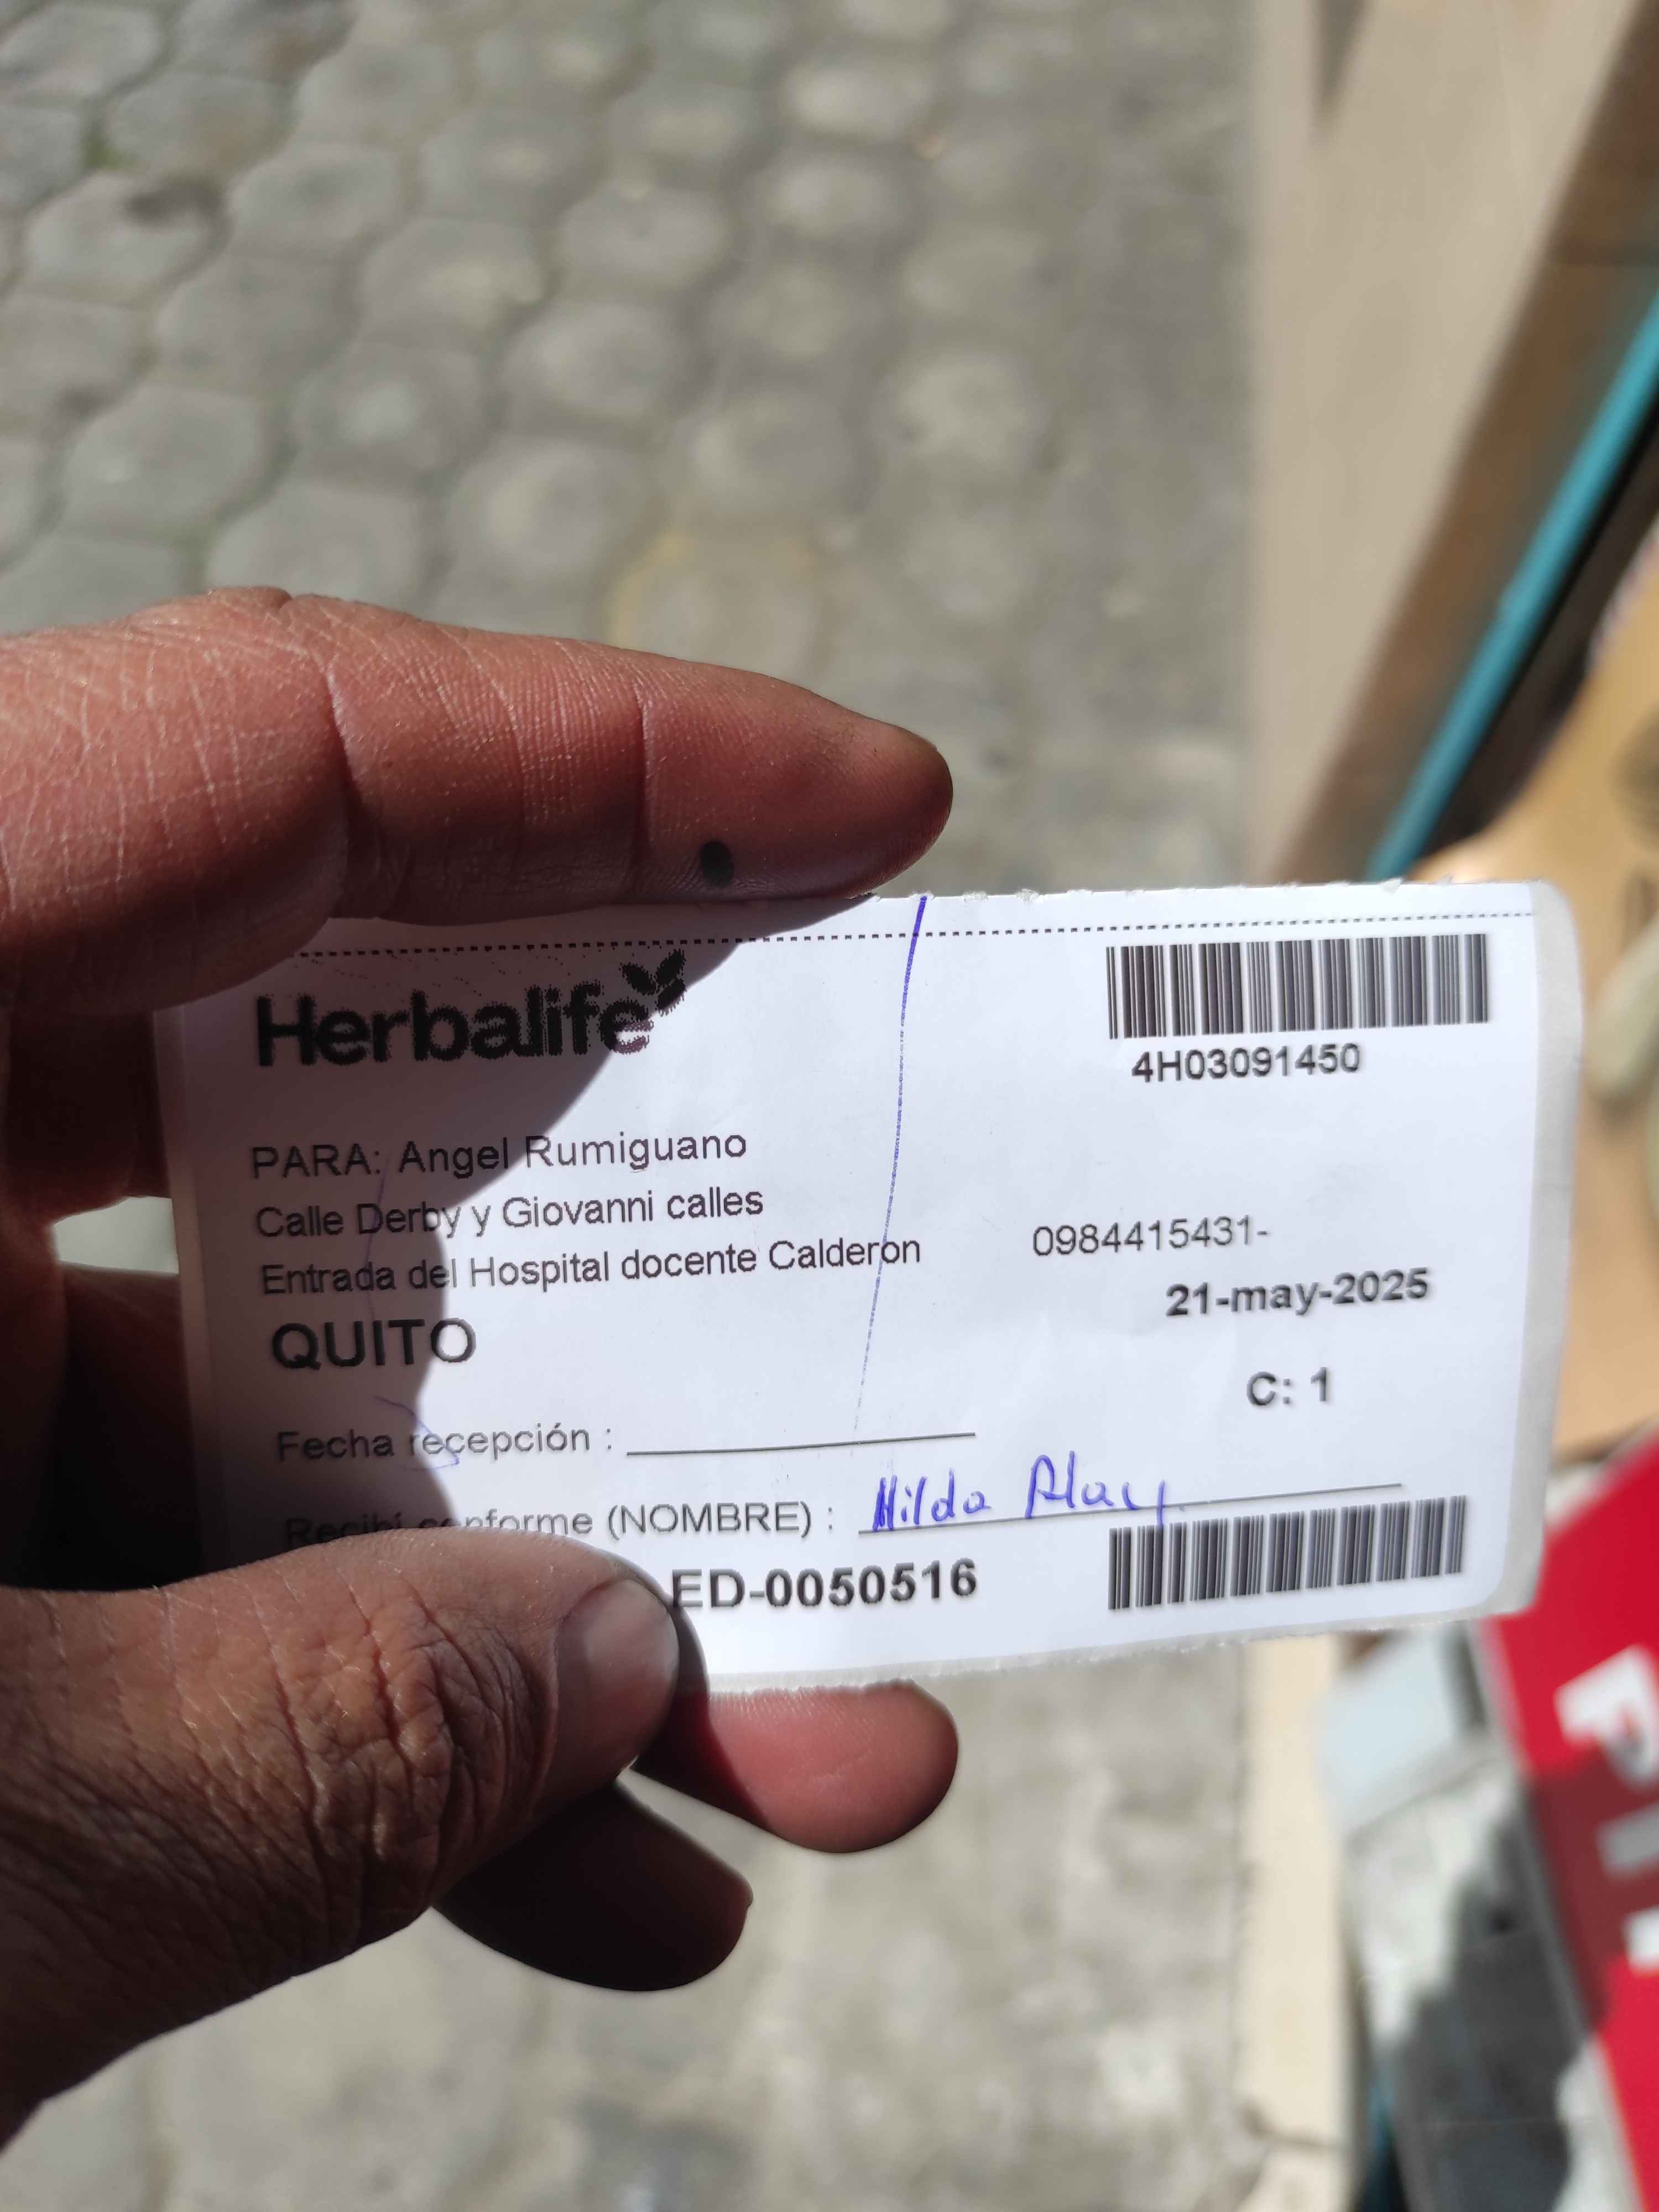 Herbalife
4H03091450
PARA: Angel Rumiguano
Calle Derby y Giovanni calles
Entrada del Hospital docente Calderon
0984415431-
QUITO
21-may-2025
C: 1
Fecha recepción :
Recibí conforme (NOMBRE) : Hilda Alay
ED-0050516